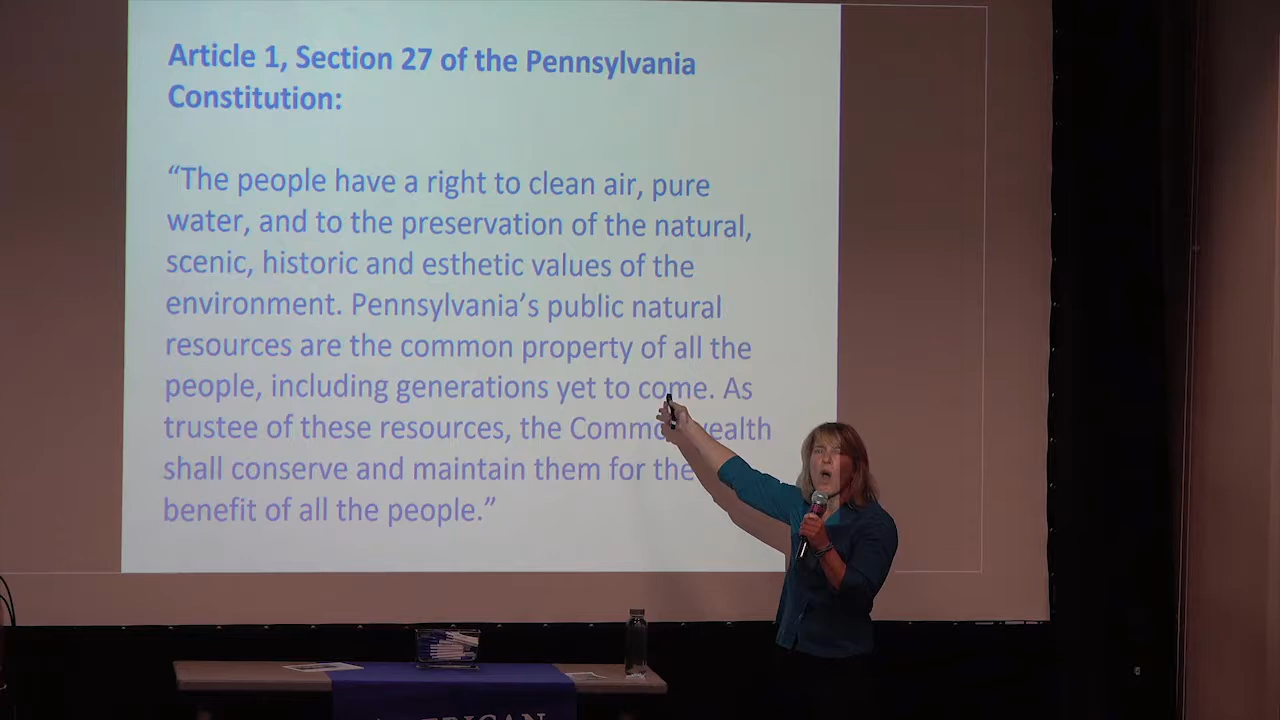 Article 1, Section 27 of the Pennsylvania
Constitution:
“The people have a right to clean air, pure
water, and to the preservation of the natural,
scenic, historic and esthetic values of the
environment. Pennsylvania’s public natural
resources are the common property of all the
people, including generations yet to come. As
trustee of these resources, the Commonwealth
shall conserve and maintain them for the
benefit of all the people.”
AMERICAN